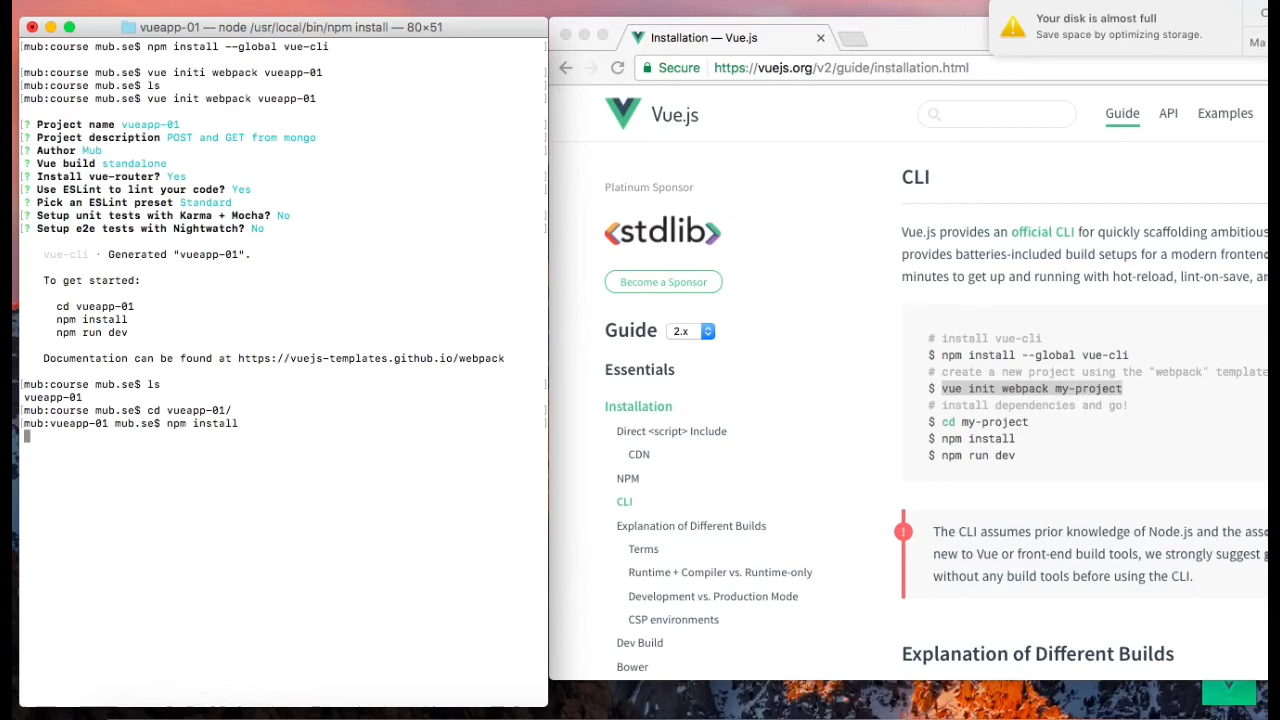 vueapp-01 — node /usr/local/bin/npm install — 80×51
[mub:course mub.se$ npm install --global vue-cli ]
[mub:course mub.se$ vue initi webpack vueapp-01 ]
[mub:course mub.se$ ls ]
[mub:course mub.se$ vue init webpack vueapp-01 ]
[? Project name vueapp-01 ]
[? Project description POST and GET from mongo ]
[? Author Mub ]
[? Vue build standalone ]
[? Install vue-router? Yes ]
[? Use ESLint to lint your code? Yes ]
[? Pick an ESLint preset Standard ]
[? Setup unit tests with Karma + Mocha? No ]
[? Setup e2e tests with Nightwatch? No ]
vue-cli · Generated "vueapp-01".
To get started:
cd vueapp-01
npm install
npm run dev
Documentation can be found at https://vuejs-templates.github.io/webpack
[mub:course mub.se$ ls ]
vueapp-01
[mub:course mub.se$ cd vueapp-01/ ]
[mub:vueapp-01 mub.se$ npm install ]
Installation — Vue.js
Your disk is almost full
Save space by optimizing storage.
C
Ma
Secure https://vuejs.org/v2/guide/installation.html
Vue.js
Guide API Examples
Platinum Sponsor
<stdlib>
Become a Sponsor
Guide 2.x
Essentials
Installation
Direct <script> Include
CDN
NPM
CLI
Explanation of Different Builds
Terms
Runtime + Compiler vs. Runtime-only
Development vs. Production Mode
CSP environments
Dev Build
Bower
CLI
Vue.js provides an official CLI for quickly scaffolding ambitious
provides batteries-included build setups for a modern frontend
minutes to get up and running with hot-reload, lint-on-save, an
# install vue-cli
$ npm install --global vue-cli
# create a new project using the "webpack" template
$ vue init webpack my-project
# install dependencies and go!
$ cd my-project
$ npm install
$ npm run dev
! The CLI assumes prior knowledge of Node.js and the asso
new to Vue or front-end build tools, we strongly suggest g
without any build tools before using the CLI.
Explanation of Different Builds